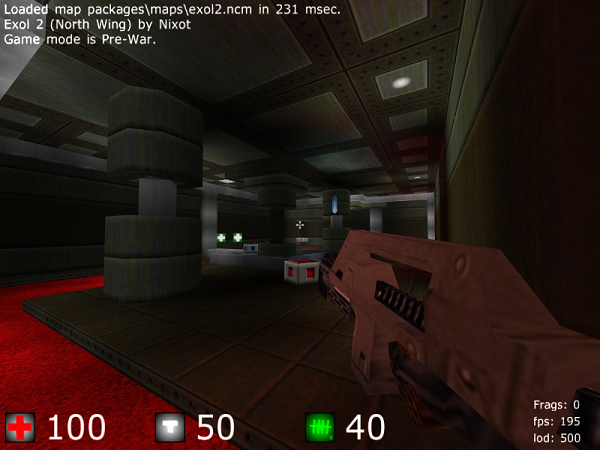 Loaded map packages\maps\exol2.ncm in 231 msec.
Exol 2 (North Wing) by Nixot
Game mode is Pre-War.
Frags: 0
fps: 195
lod: 500
100
50
40